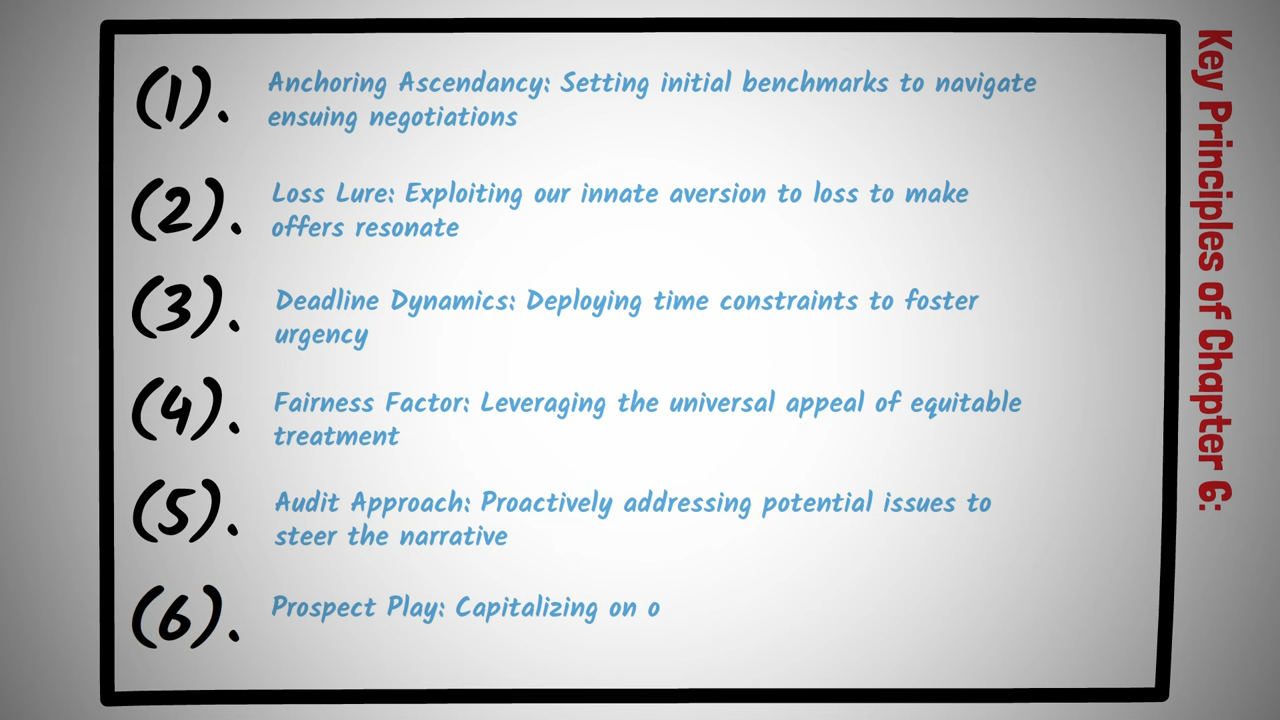 (1).
Anchoring Ascendancy: Setting initial benchmarks to navigate
ensuing negotiations
(2).
Loss Lure: Exploiting our innate aversion to loss to make
offers resonate
(3).
Deadline Dynamics: Deploying time constraints to foster
urgency
(4).
Fairness Factor: Leveraging the universal appeal of equitable
treatment
(5).
Audit Approach: Proactively addressing potential issues to
steer the narrative
(6).
Prospect Play: Capitalizing on o
Key Principles of Chapter 6: